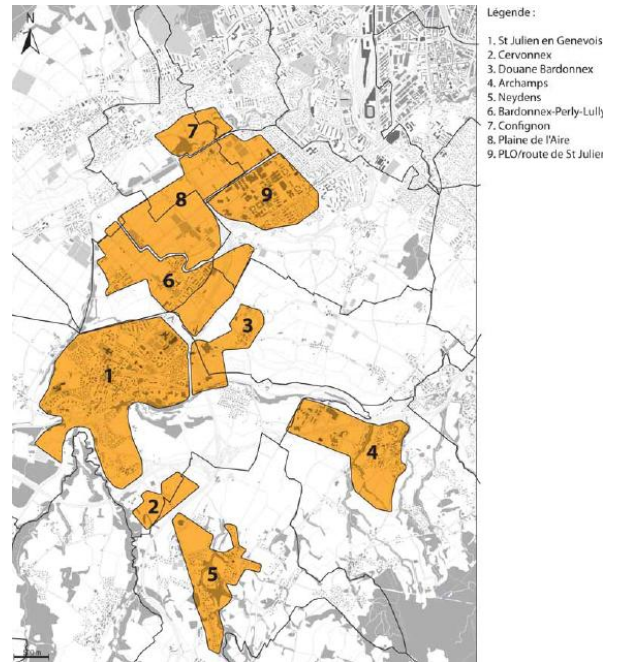 N
Légende :
1. St Julien en Genevois
2. Cervonnex
3. Douane Bardonnex
4. Archamps
5. Neydens
6. Bardonnex-Perly-Lully
7. Confignon
8. Plaine de l'Aire
9. PLO/route de St Julien
7
8
9
6
3
1
4
2
5